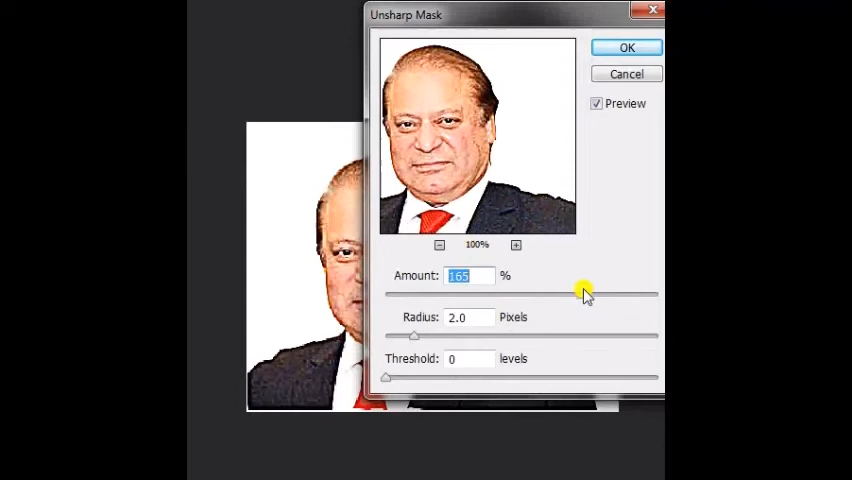 Unsharp Mask
OK
Cancel
Preview
100%
Amount: 165 %
Radius: 2.0 Pixels
Threshold: 0 levels